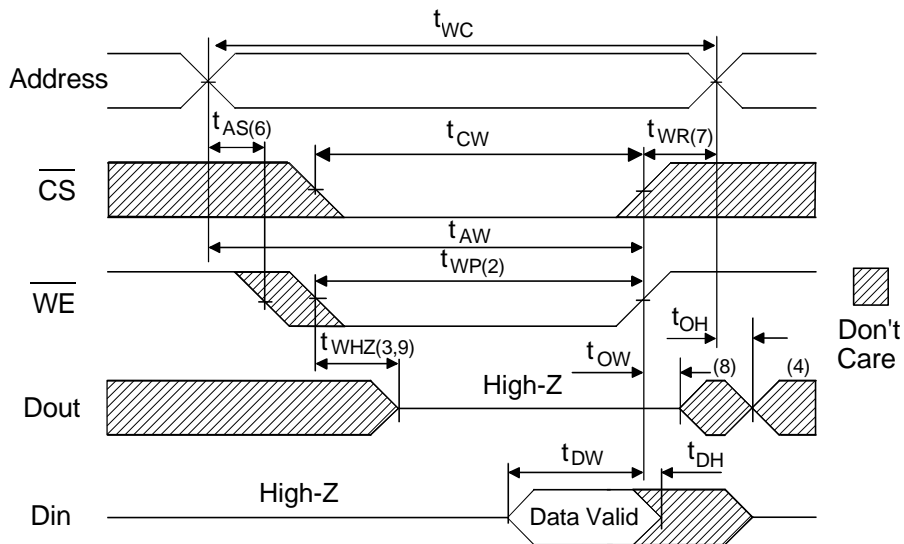 tWC
Address
tAS(6)
tCW
tWR(7)
CS
tAW
tWP(2)
WE
tOH
Don't
Care
tWHZ(3,9)
tOW
(8)
(4)
High-Z
Dout
tDW
tDH
High-Z
Din
Data Valid